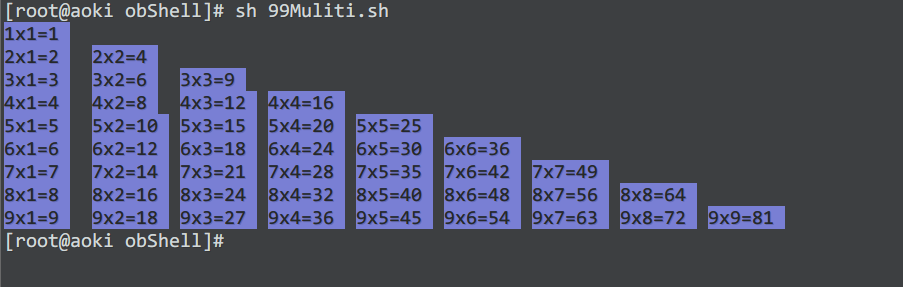 [root@aoki obShell]# sh 99Muliti.sh
1x1=1
2x1=2 2x2=4
3x1=3 3x2=6 3x3=9
4x1=4 4x2=8 4x3=12 4x4=16
5x1=5 5x2=10 5x3=15 5x4=20 5x5=25
6x1=6 6x2=12 6x3=18 6x4=24 6x5=30 6x6=36
7x1=7 7x2=14 7x3=21 7x4=28 7x5=35 7x6=42 7x7=49
8x1=8 8x2=16 8x3=24 8x4=32 8x5=40 8x6=48 8x7=56 8x8=64
9x1=9 9x2=18 9x3=27 9x4=36 9x5=45 9x6=54 9x7=63 9x8=72 9x9=81
[root@aoki obShell]#